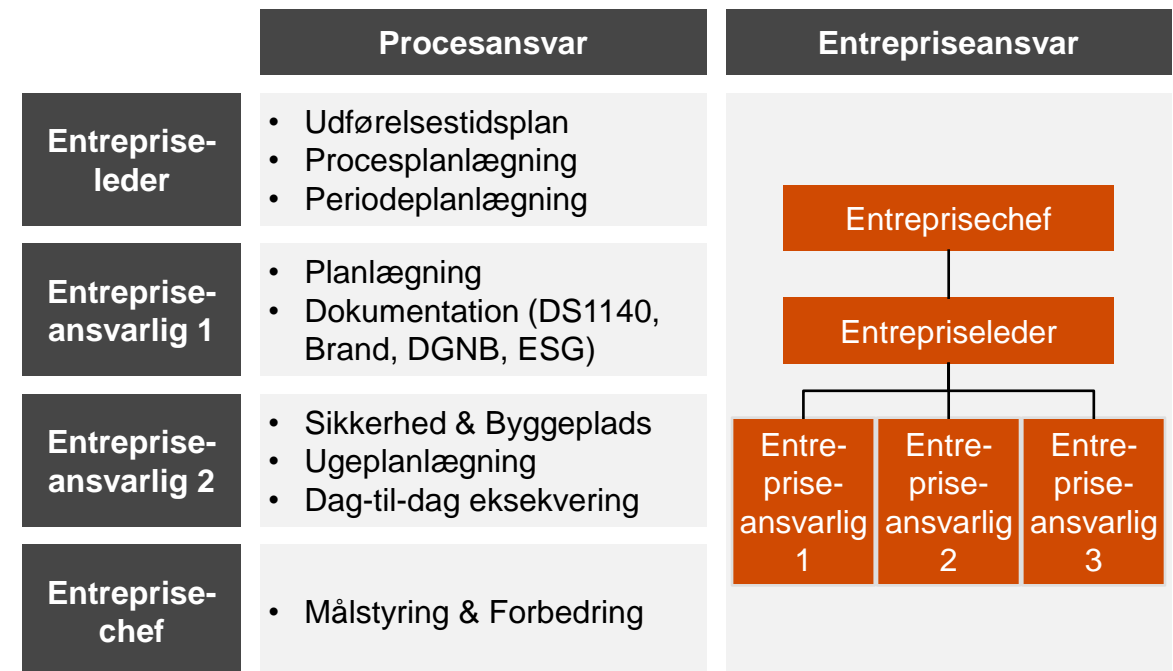 Procesansvar
Entrepriseansvar
Entreprise-
leder
• Udførelsestidsplan
• Procesplanlægning
• Periodeplanlægning
Entreprise-
ansvarlig 1
• Planlægning
• Dokumentation (DS1140,
Brand, DGNB, ESG)
Entreprise-
ansvarlig 2
• Sikkerhed & Byggeplads
• Ugeplanlægning
• Dag-til-dag eksekvering
Entreprise-
chef
• Målstyring & Forbedring
Entreprisechef
Entrepriseleder
Entre-
prise-
ansvarlig
1
Entre-
prise-
ansvarlig
2
Entre-
prise-
ansvarlig
3